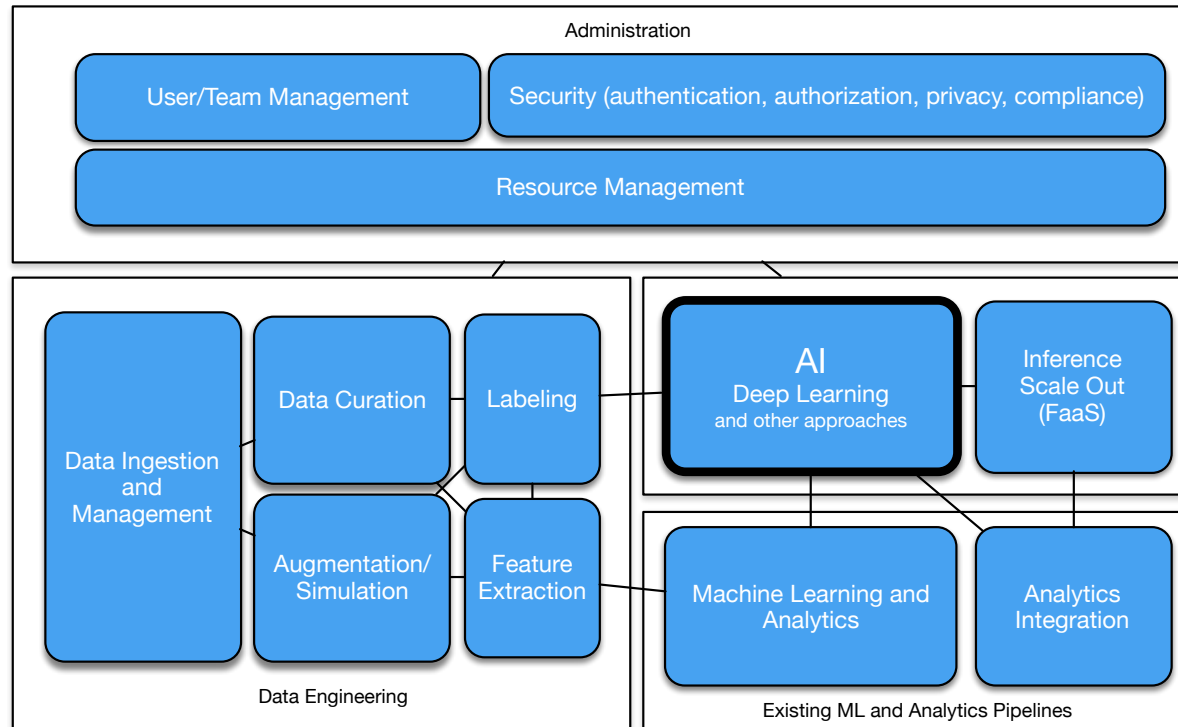 Administration
User/Team Management
Security (authentication, authorization, privacy, compliance)
Resource Management
Data Ingestion
and
Management
Data Curation
Labeling
Augmentation/
Simulation
Feature
Extraction
Data Engineering
AI
Deep Learning
and other approaches
Inference
Scale Out
(FaaS)
Machine Learning and
Analytics
Analytics
Integration
Existing ML and Analytics Pipelines